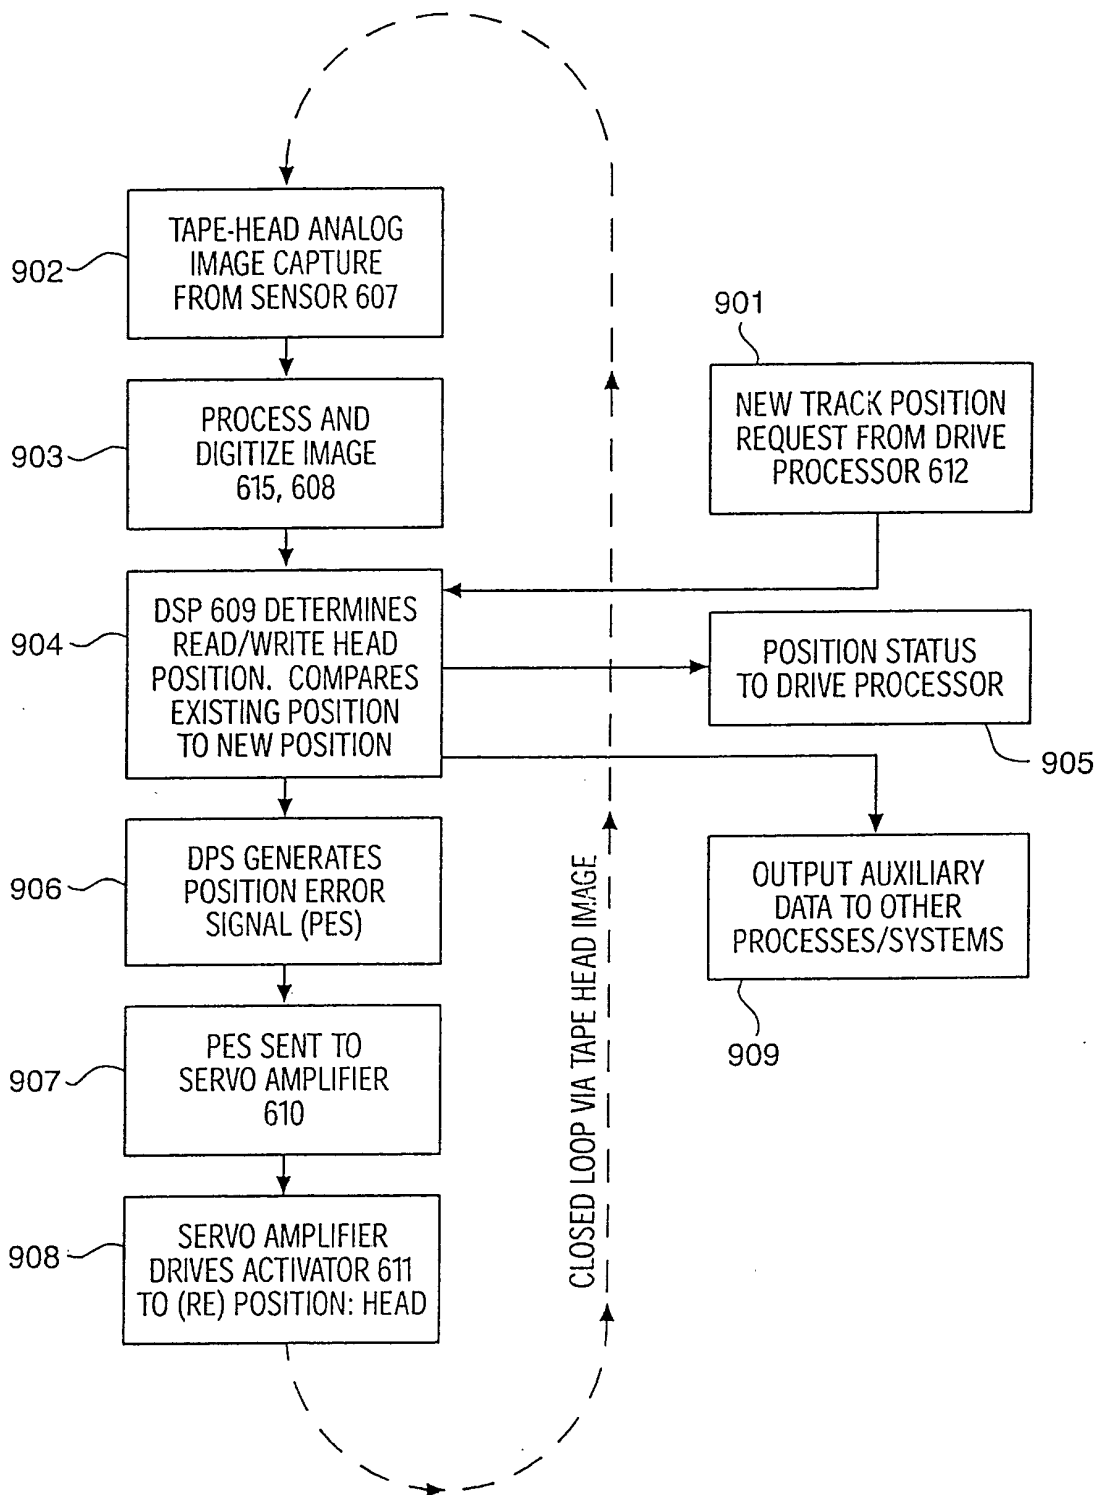 902
TAPE-HEAD ANALOG
IMAGE CAPTURE
FROM SENSOR 607
901
NEW TRACK POSITION
REQUEST FROM DRIVE
PROCESSOR 612
903
PROCESS AND
DIGITIZE IMAGE
615, 608
904
DSP 609 DETERMINES
READ/WRITE HEAD
POSITION. COMPARES
EXISTING POSITION
TO NEW POSITION
POSITION STATUS
TO DRIVE PROCESSOR
905
906
DPS GENERATES
POSITION ERROR
SIGNAL (PES)
OUTPUT AUXILIARY
DATA TO OTHER
PROCESSES/SYSTEMS
909
907
PES SENT TO
SERVO AMPLIFIER
610
908
SERVO AMPLIFIER
DRIVES ACTIVATOR 611
TO (RE) POSITION: HEAD
CLOSED LOOP VIA TAPE HEAD IMAGE